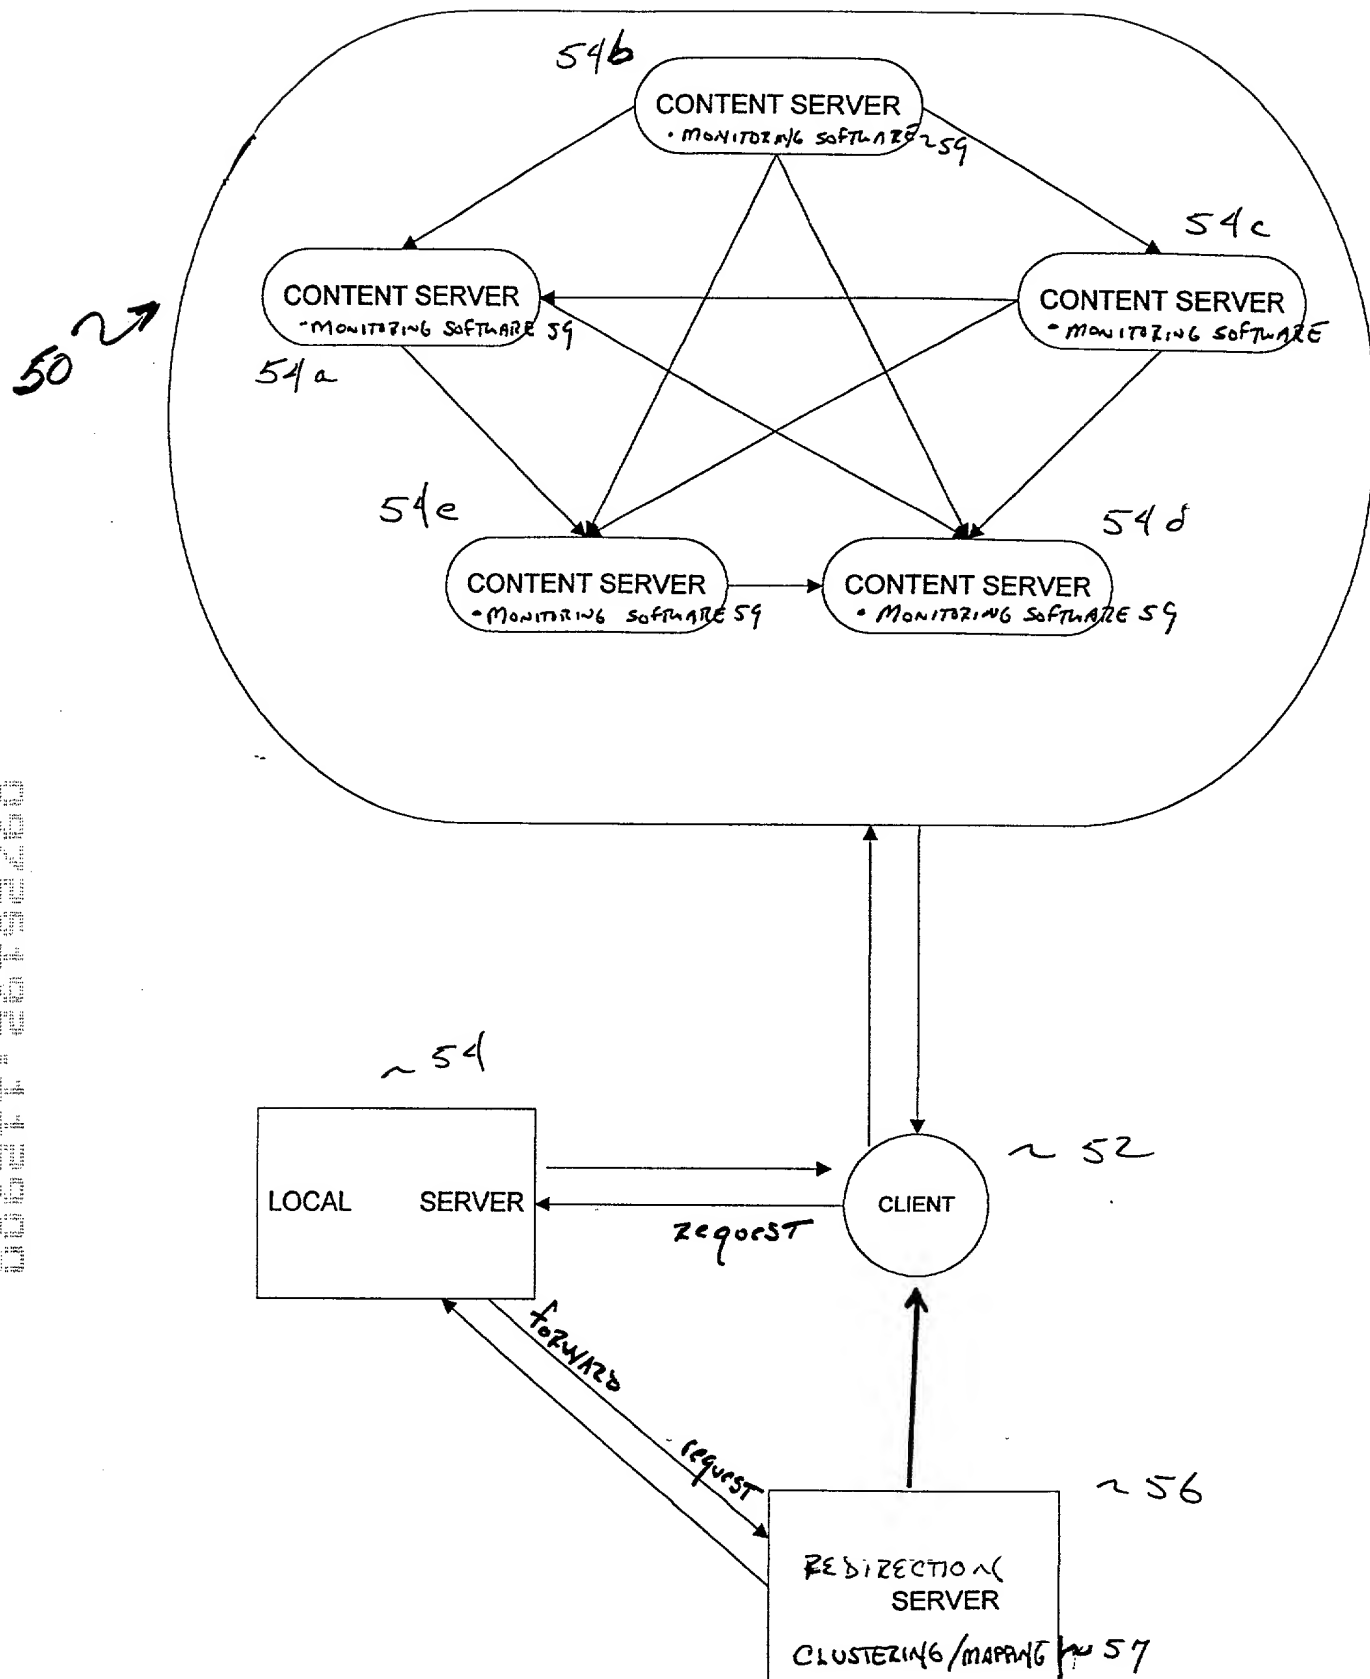 54b
CONTENT SERVER
• MONITORING SOFTWARE ~59
54c
CONTENT SERVER
- MONITORING SOFTWARE 59
CONTENT SERVER
• MONITORING SOFTWARE
50
54a
54e
54d
CONTENT SERVER
• MONITORING SOFTWARE 59
CONTENT SERVER
• MONITORING SOFTWARE 59
~ 54
~ 52
LOCAL SERVER
CLIENT
request
FORWARD
request
~ 56
REDIRECTION
SERVER
CLUSTERING/MAPPING ~ 57